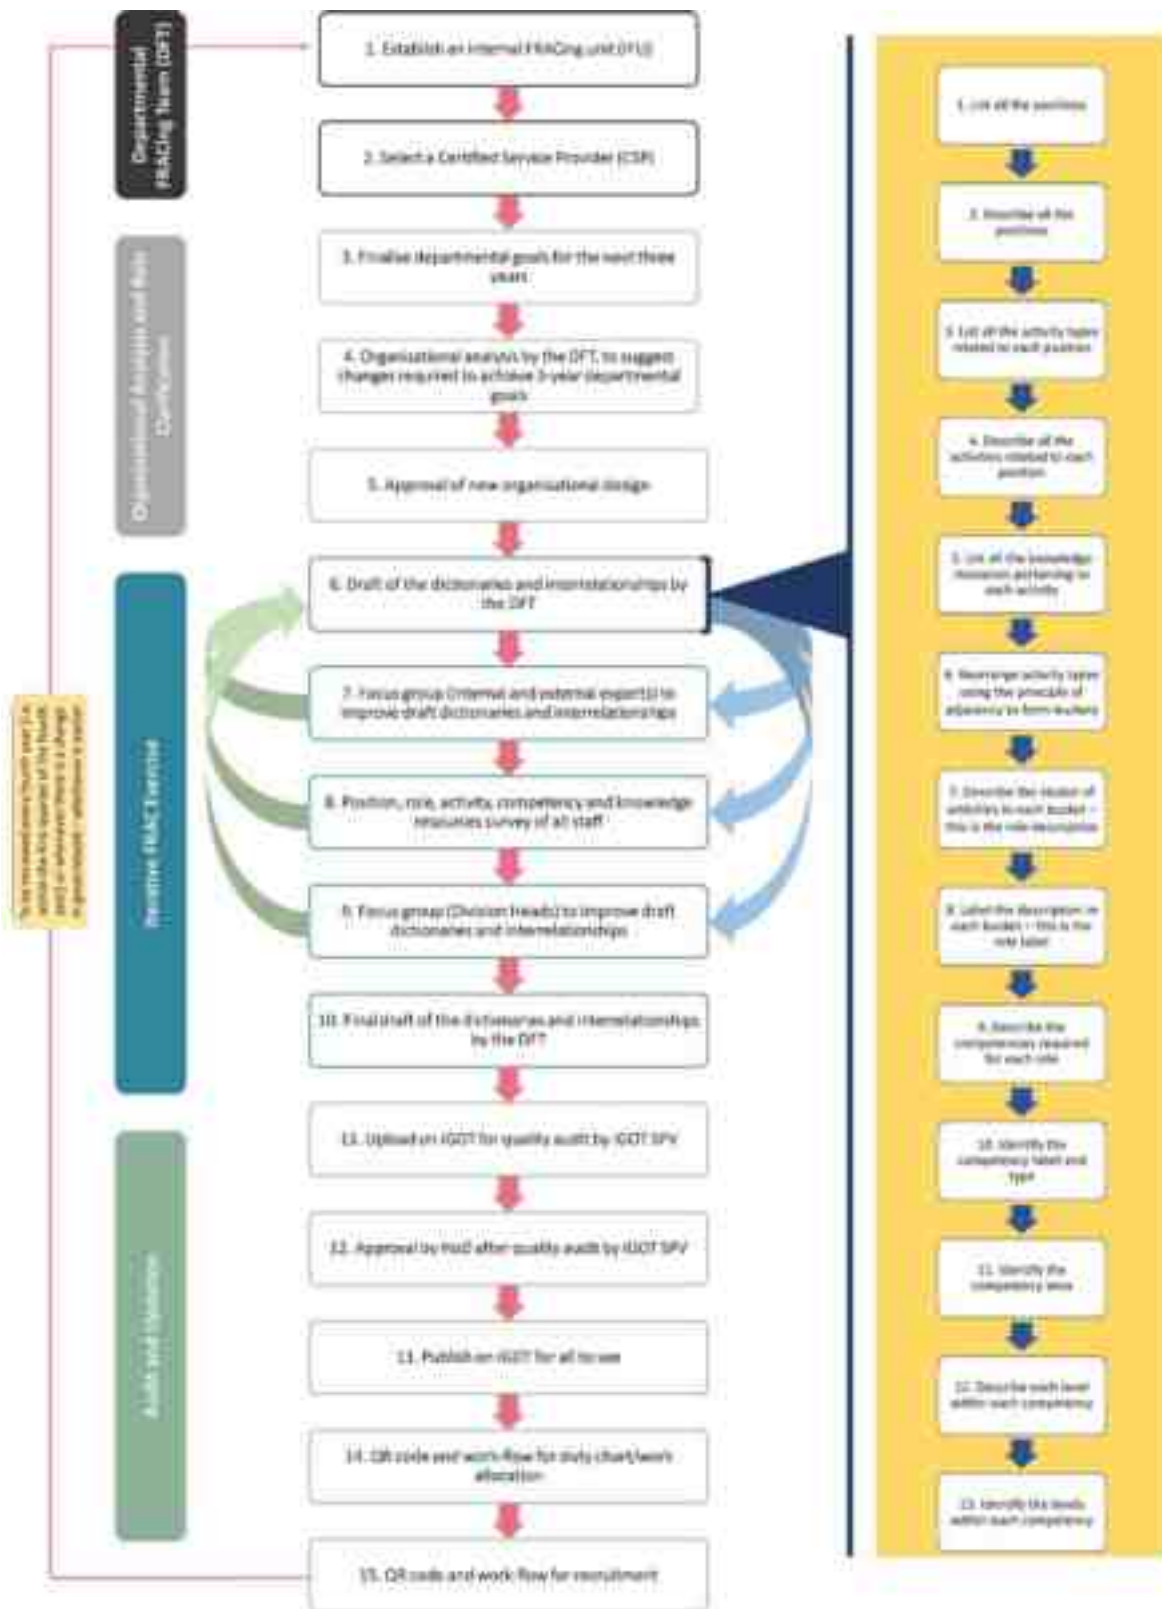 Departmental
FRACing Team (DFT)
1. Establish an internal FRACing unit (IFU)
2. Select a Certified Service Provider (CSP)
Organisational Analysis and Role
Clarification
3. Finalise departmental goals for the next three
years
4. Organisational analysis by the DFT, to suggest
changes required to achieve 3-year departmental
goals
5. Approval of new organisational design
Iterative FRAC Exercise
6. Draft of the dictionaries and interrelationships by
the DFT
7. Focus group (internal and external experts) to
improve draft dictionaries and interrelationships
8. Position, role, activity, competency and knowledge
resources survey of all staff
9. Focus group (Division Heads) to improve draft
dictionaries and interrelationships
10. Final draft of the dictionaries and interrelationships
by the DFT
Audit and Updation
11. Upload on iGOT for quality audit by iGOT SPV
12. Approval by HoD after quality audit by iGOT SPV
13. Publish on iGOT for all to see
14. QR code and work-flow for duty chart/work
allocation
15. QR code and work-flow for recruitment
1. List all the positions
2. Describe all the
positions
3. List all the activity types
related to each position
4. Describe all the
activities related to each
position
5. List all the knowledge
resources pertaining to
each activity
6. Rearrange activity types
using the principle of
adjacency to form buckets
7. Describe the cluster of
activities in each bucket –
this is the role description
8. Label the description in
each bucket – this is the
role label
9. Describe the
competencies required
for each role
10. Identify the
competency label and
type
11. Identify the
competency area
12. Describe each level
within each competency
13. Identify the levels
within each competency